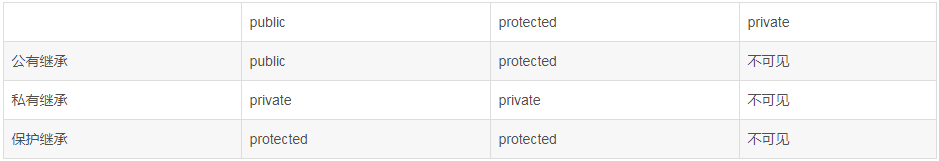 public protected private
公有继承 public protected 不可见
私有继承 private private 不可见
保护继承 protected protected 不可见